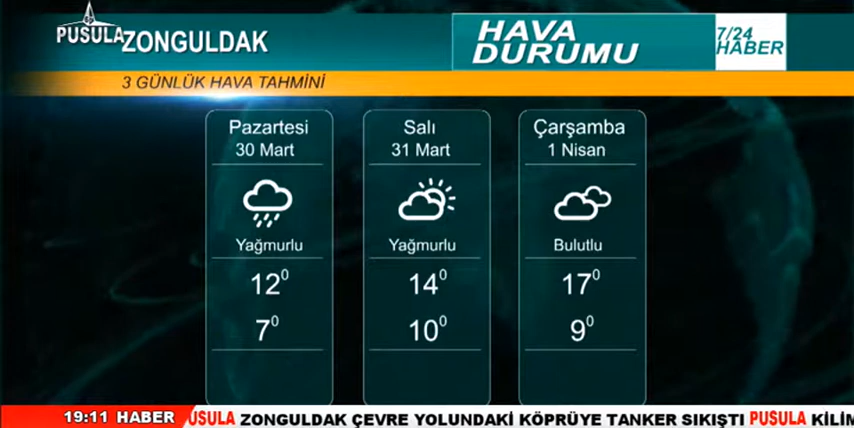 PUSULA
ZONGULDAK
HAVA
DURUMU
7/24
HABER
3 GÜNLÜK HAVA TAHMİNİ
Pazartesi
30 Mart
Yağmurlu
12⁰
7⁰
Salı
31 Mart
Yağmurlu
14⁰
10⁰
Çarşamba
1 Nisan
Bulutlu
17⁰
9⁰
19:11 HABER
PUSULA ZONGULDAK ÇEVRE YOLUNDAKİ KÖPRÜYE TANKER SIKIŞTI PUSULA KİLİM